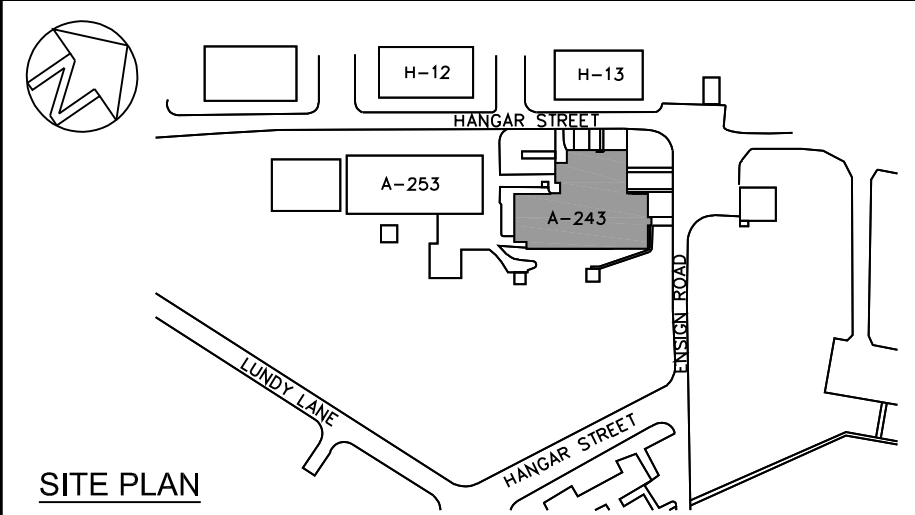 N
H-12
H-13
HANGAR STREET
A-253
A-243
ENSIGN ROAD
LUNDY LANE
HANGAR STREET
SITE PLAN